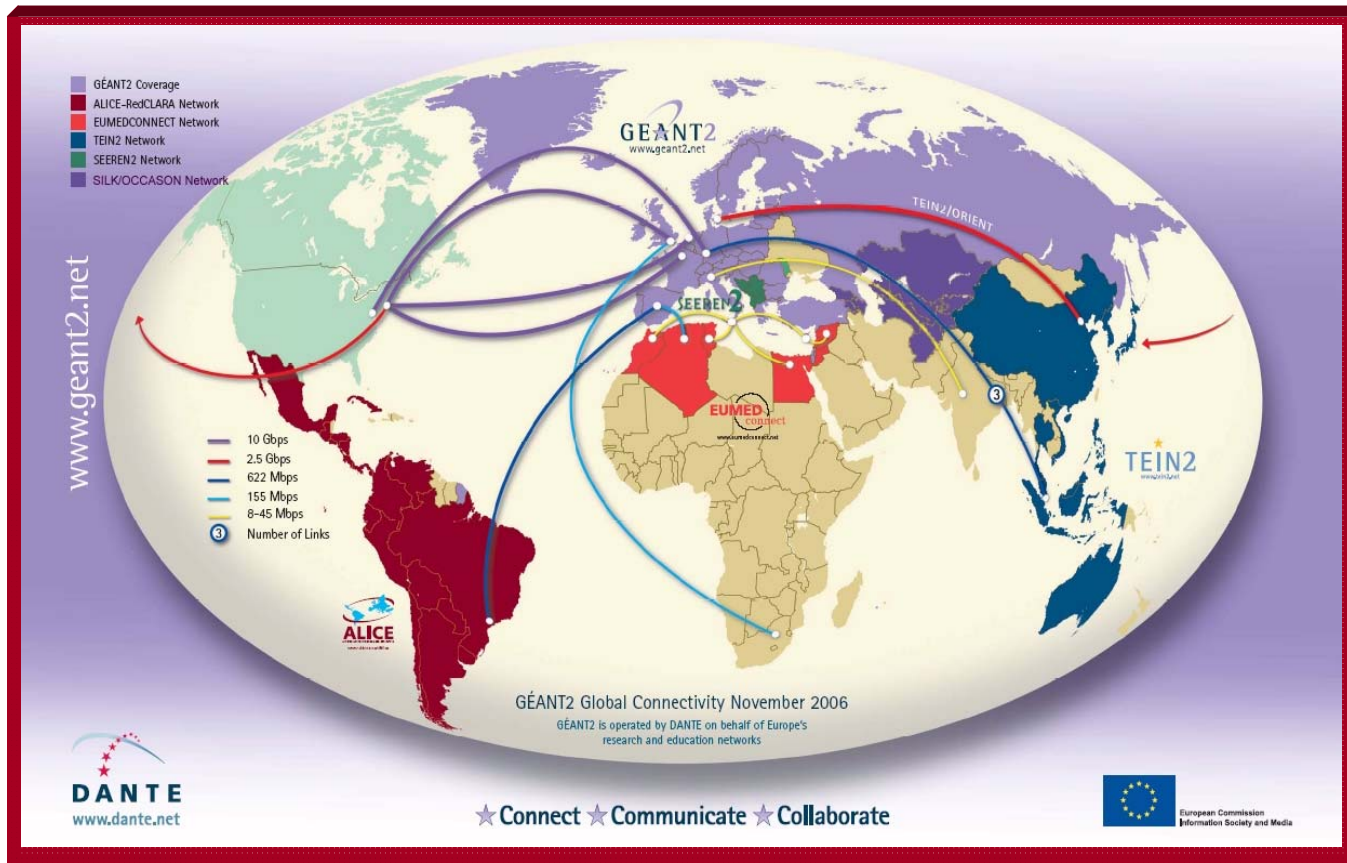 GÉANT2 Coverage
ALICE-RedCLARA Network
EUMEDCONNECT Network
TEIN2 Network
SEEREN2 Network
SILK/OCCASON Network
GEANT2
www.geant2.net
TEIN2/ORIENT
www.geant2.net
SEEREN2
EUMED
connect
www.eumedconnect.net
3
TEIN2
www.tein2.net
10 Gbps
2.5 Gbps
622 Mbps
155 Mbps
8-45 Mbps
3 Number of Links
ALICE
GÉANT2 Global Connectivity November 2006
GÉANT2 is operated by DANTE on behalf of Europe's
research and education networks
DANTE
www.dante.net
Connect Communicate Collaborate
European Commission
Information Society and Media